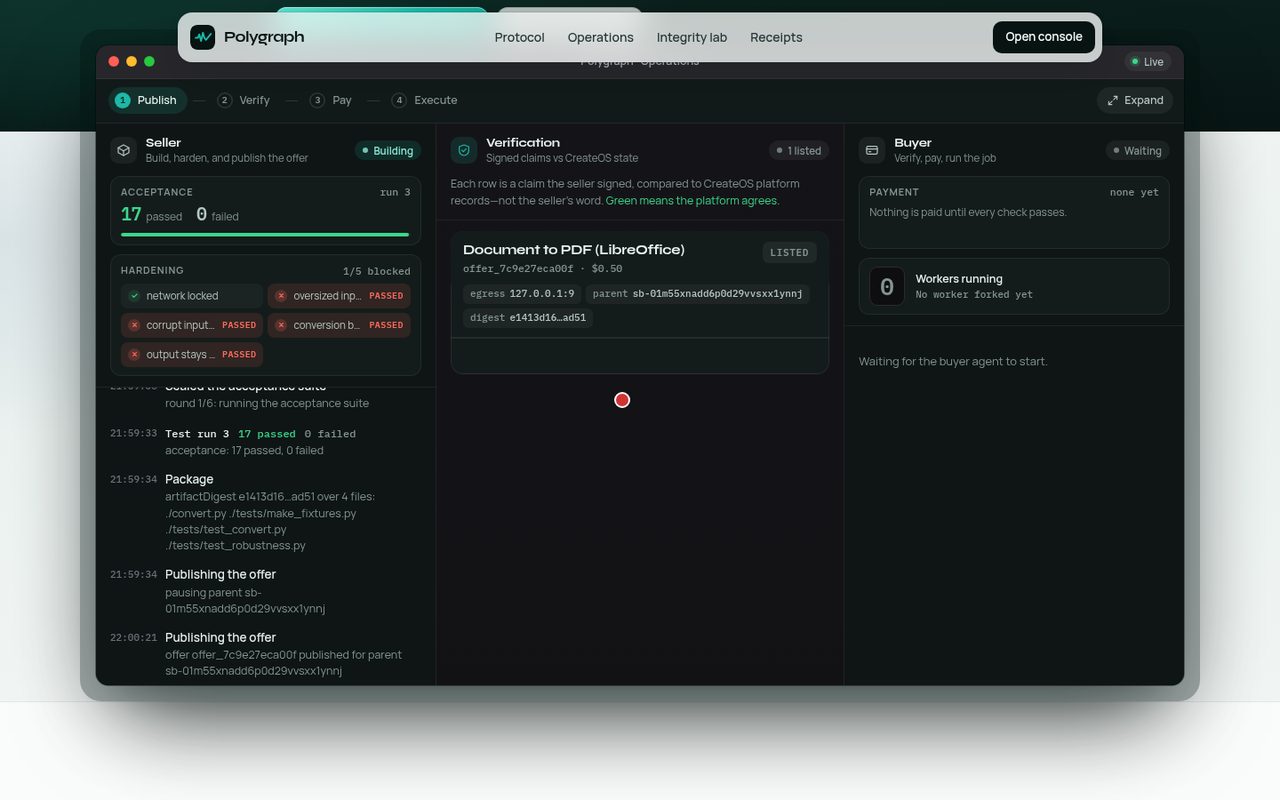 Polygraph
Protocol
Operations
Integrity lab
Receipts
Open console
Polygraph
Operations
Live
1 Publish
2 Verify
3 Pay
4 Execute
Expand
Seller
Build, harden, and publish the offer
Building
ACCEPTANCE
run 3
17 passed 0 failed
HARDENING
1/5 blocked
network locked
oversized inp... PASSED
corrupt input... PASSED
conversion b... PASSED
output stays ... PASSED
Sealed the acceptance suite
round 1/6: running the acceptance suite
21:59:33 Test run 3 17 passed 0 failed
acceptance: 17 passed, 0 failed
21:59:34 Package
artifactDigest e1413d16…ad51 over 4 files:
./convert.py ./tests/make_fixtures.py
./tests/test_convert.py
./tests/test_robustness.py
21:59:34 Publishing the offer
pausing parent sb-
01m55xnadd6p0d29vvsxx1ynnj
22:00:21 Publishing the offer
offer offer_7c9e27eca00f published for parent
sb-01m55xnadd6p0d29vvsxx1ynnj
Verification
Signed claims vs CreateOS state
1 listed
Each row is a claim the seller signed, compared to CreateOS platform
records—not the seller's word. Green means the platform agrees.
Document to PDF (LibreOffice)
LISTED
offer_7c9e27eca00f · $0.50
egress 127.0.0.1:9
parent sb-01m55xnadd6p0d29vvsxx1ynnj
digest e1413d16…ad51
Buyer
Verify, pay, run the job
Waiting
PAYMENT
none yet
Nothing is paid until every check passes.
0
Workers running
No worker forked yet
Waiting for the buyer agent to start.